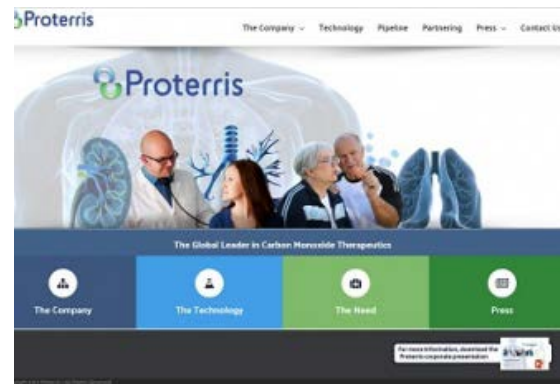 Proterris
The Company Technology Pipeline Partnering Press Contact Us
Proterris
The Global Leader in Carbon Monoxide Therapeutics
The Company The Technology The Need Press
For more information, download the
Proterris corporate presentation